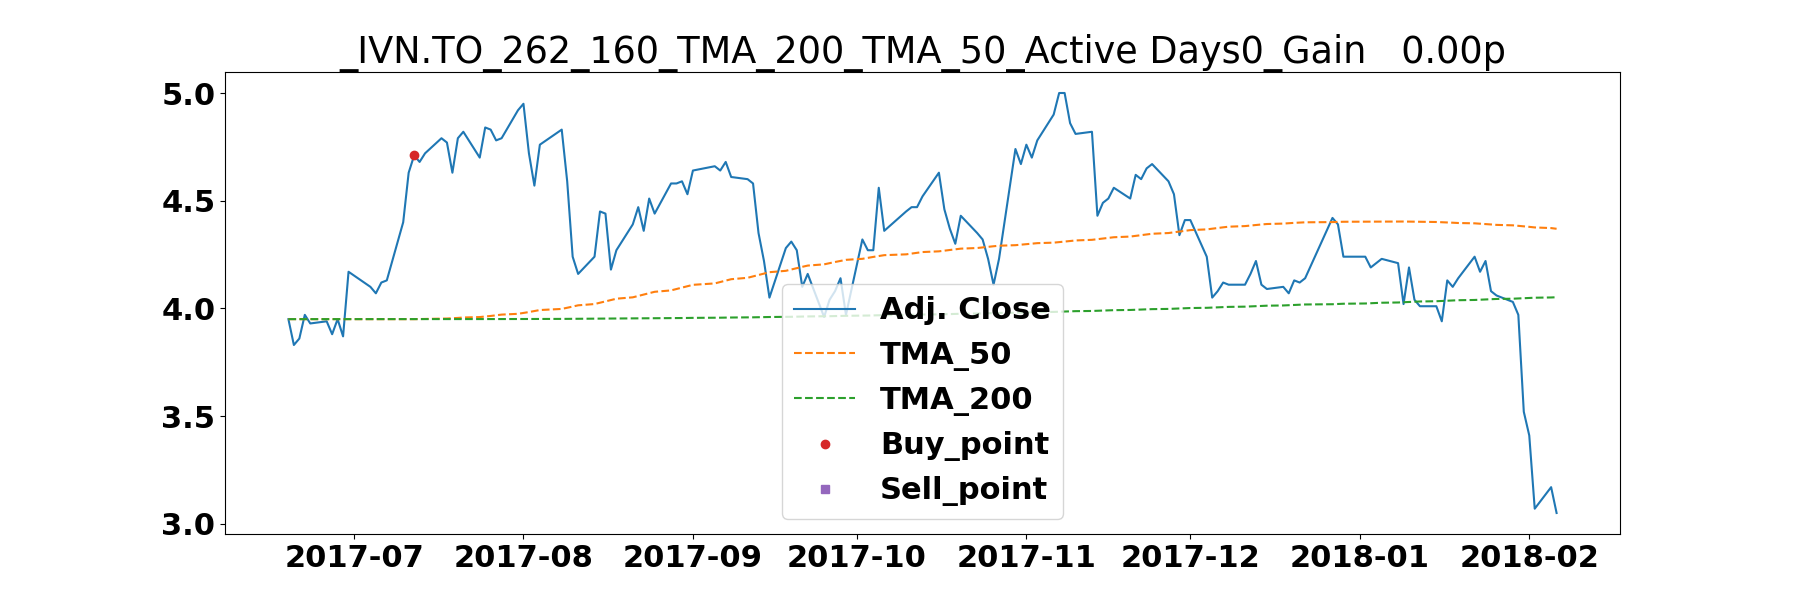 _IVN.TO_262_160_TMA_200_TMA_50_Active Days0_Gain   0.00p
5.0
4.5
4.0
3.5
3.0
Adj. Close
TMA_50
TMA_200
Buy_point
Sell_point
2017-07 2017-08 2017-09 2017-10 2017-11 2017-12 2018-01 2018-02